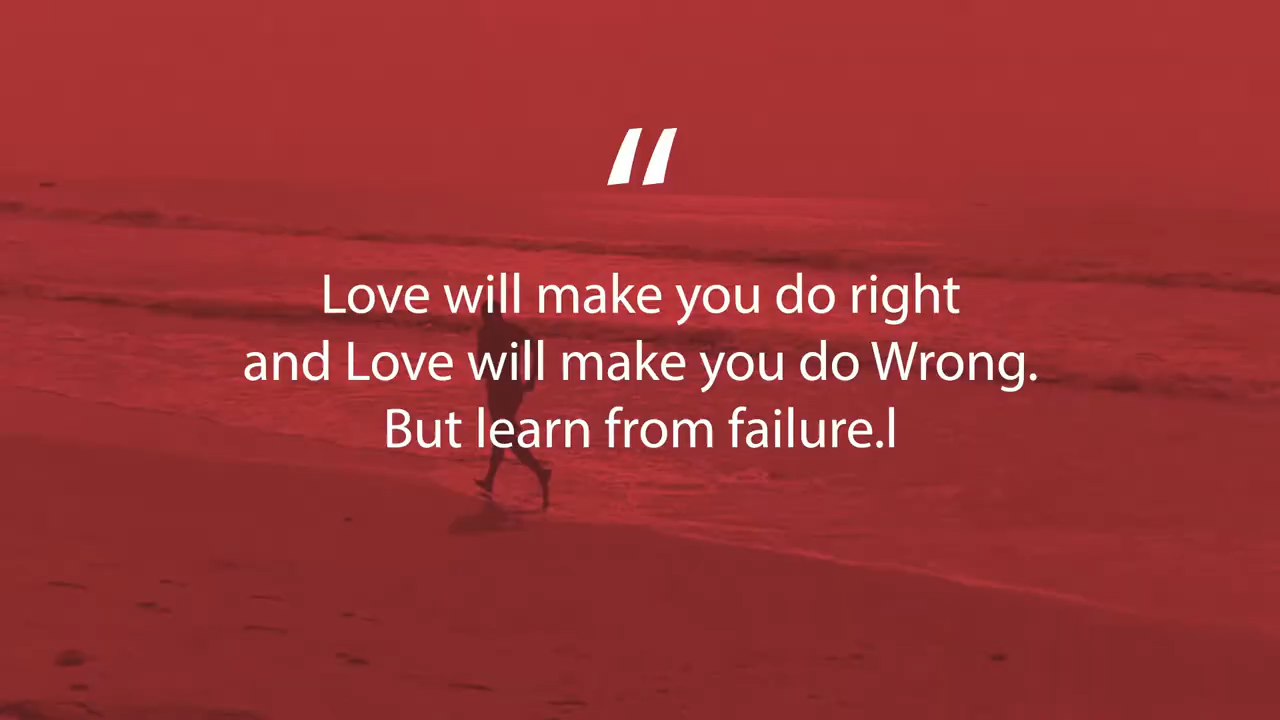 “
Love will make you do right
and Love will make you do Wrong.
But learn from failure.l